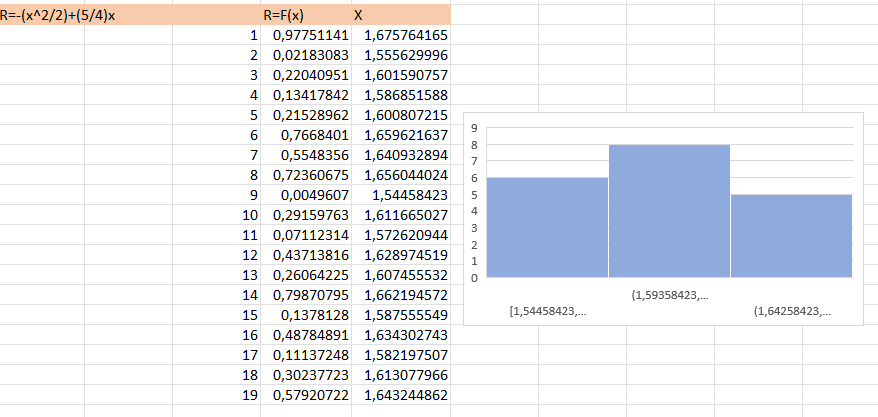 R=-(x^2/2)+(5/4)x R=F(x) X
1 0,97751141 1,675764165
2 0,02183083 1,555629996
3 0,22040951 1,601590757
4 0,13417842 1,586851588
5 0,21528962 1,600807215
6 0,7668401 1,659621637
7 0,5548356 1,640932894
8 0,72360675 1,656044024
9 0,0049607 1,54458423
10 0,29159763 1,611665027
11 0,07112314 1,572620944
12 0,43713816 1,628974519
13 0,26064225 1,607455532
14 0,79870795 1,662194572
15 0,1378128 1,587555549
16 0,48784891 1,634302743
17 0,11137248 1,582197507
18 0,30237723 1,613077966
19 0,57920722 1,643244862
9
8
7
6
5
4
3
2
1
0
(1,59358423,...
[1,54458423,... (1,64258423,...